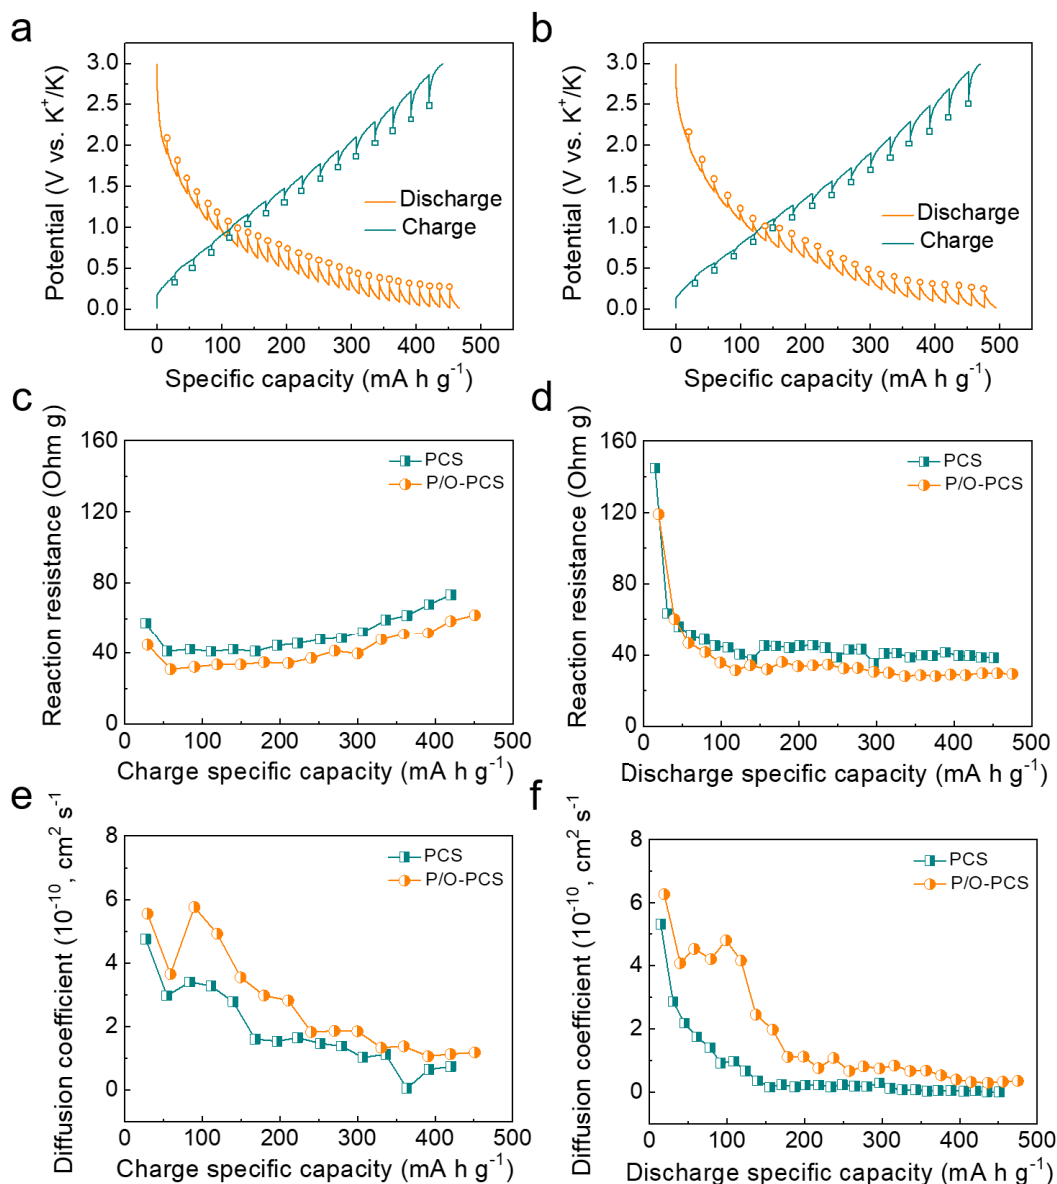 a
3.0
2.5
2.0
1.5
1.0
0.5
0.0
Potential (V vs. K⁺/K)
Discharge
Charge
0 100 200 300 400 500
Specific capacity (mA h g⁻¹)
b
3.0
2.5
2.0
1.5
1.0
0.5
0.0
Potential (V vs. K⁺/K)
Discharge
Charge
0 100 200 300 400 500
Specific capacity (mA h g⁻¹)
c
160
120
80
40
0
Reaction resistance (Ohm g)
PCS
P/O-PCS
0 100 200 300 400 500
Charge specific capacity (mA h g⁻¹)
d
160
120
80
40
0
Reaction resistance (Ohm g)
PCS
P/O-PCS
0 100 200 300 400 500
Discharge specific capacity (mA h g⁻¹)
e
8
6
4
2
0
Diffusion coefficient (10⁻¹⁰, cm² s⁻¹)
PCS
P/O-PCS
0 100 200 300 400 500
Charge specific capacity (mA h g⁻¹)
f
8
6
4
2
0
Diffusion coefficient (10⁻¹⁰, cm² s⁻¹)
PCS
P/O-PCS
0 100 200 300 400 500
Discharge specific capacity (mA h g⁻¹)